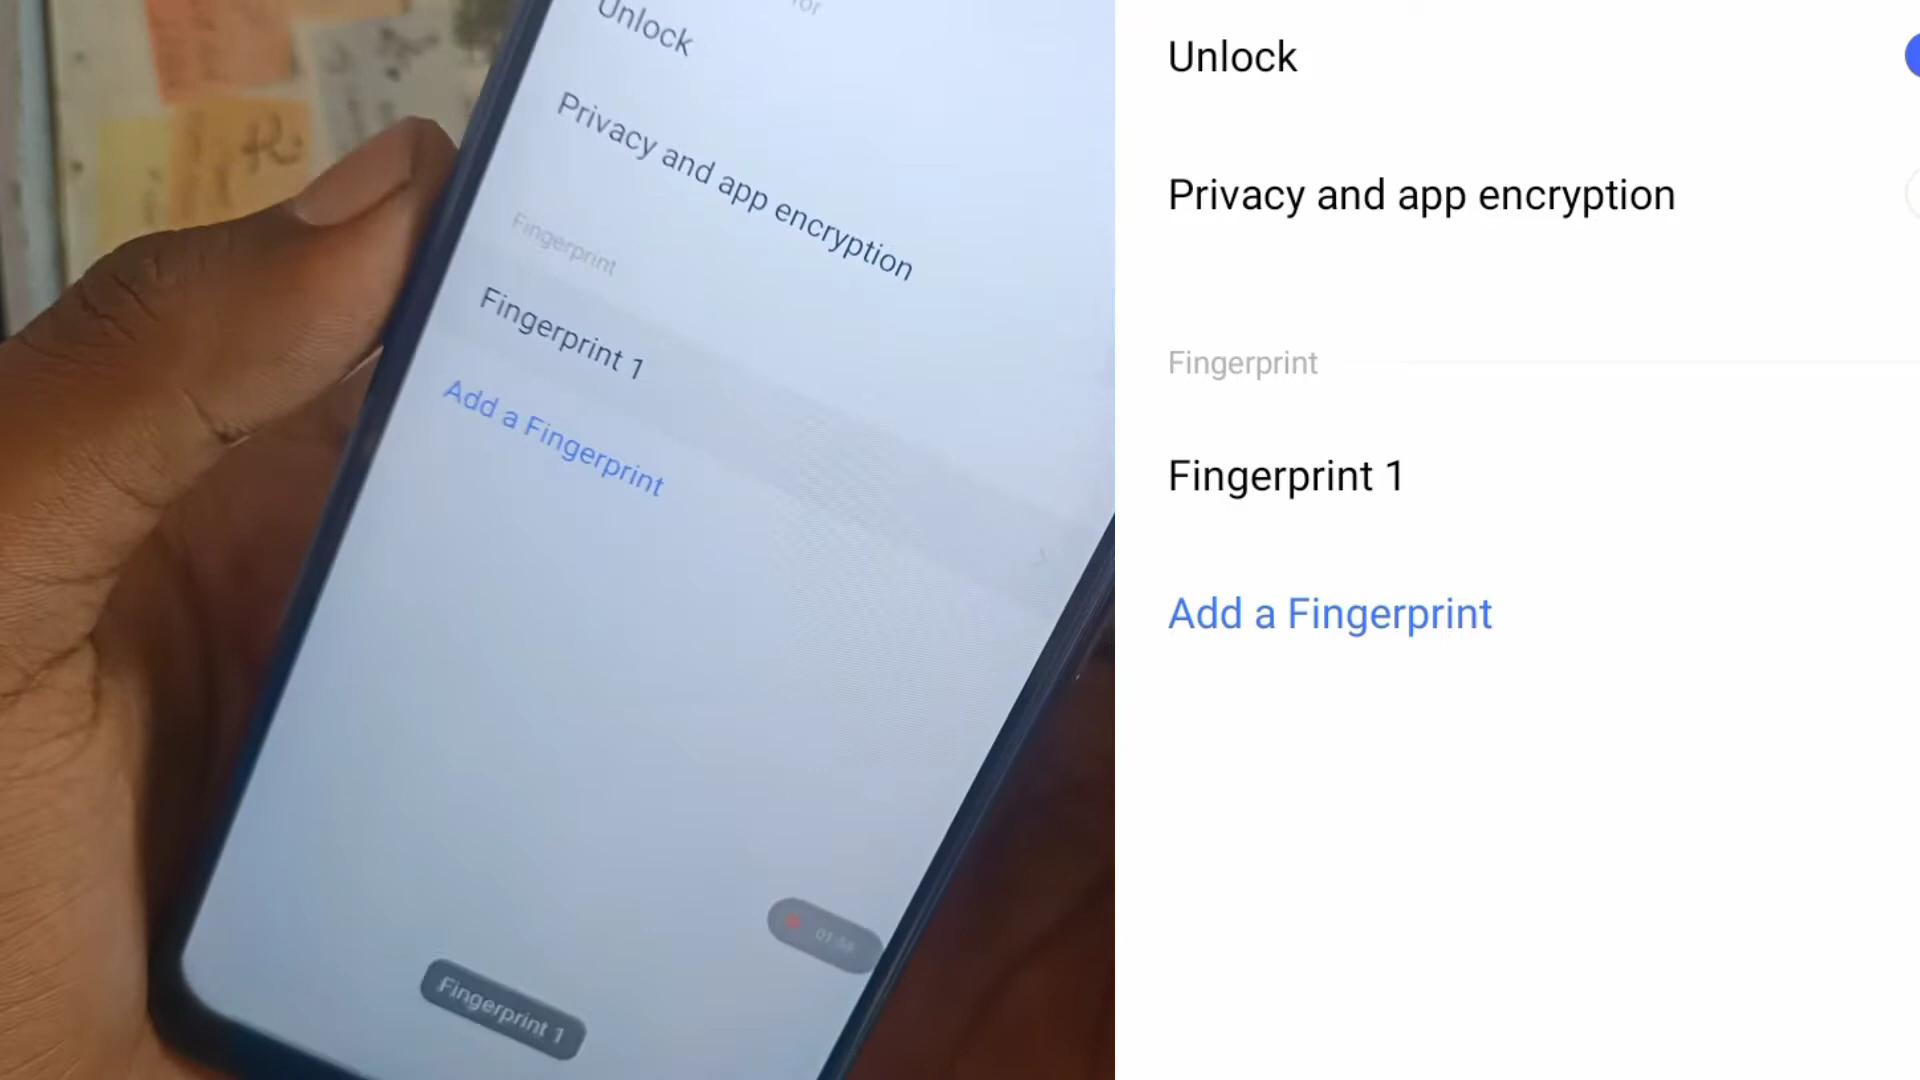 for
Unlock
Privacy and app encryption
Fingerprint
Fingerprint 1
Add a Fingerprint
Fingerprint 1
Unlock
Privacy and app encryption
Fingerprint
Fingerprint 1
Add a Fingerprint